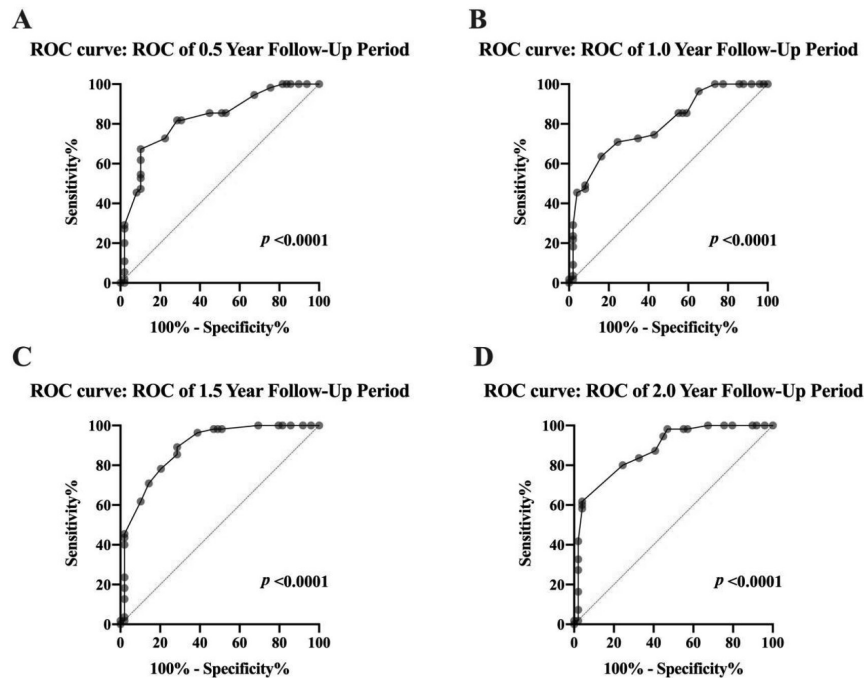 A
ROC curve: ROC of 0.5 Year Follow-Up Period
100
80
60
40
20
0
Sensitivity%
p <0.0001
0 20 40 60 80 100
100% - Specificity%
B
ROC curve: ROC of 1.0 Year Follow-Up Period
100
80
60
40
20
0
Sensitivity%
p <0.0001
0 20 40 60 80 100
100% - Specificity%
C
ROC curve: ROC of 1.5 Year Follow-Up Period
100
80
60
40
20
0
Sensitivity%
p <0.0001
0 20 40 60 80 100
100% - Specificity%
D
ROC curve: ROC of 2.0 Year Follow-Up Period
100
80
60
40
20
0
Sensitivity%
p <0.0001
0 20 40 60 80 100
100% - Specificity%